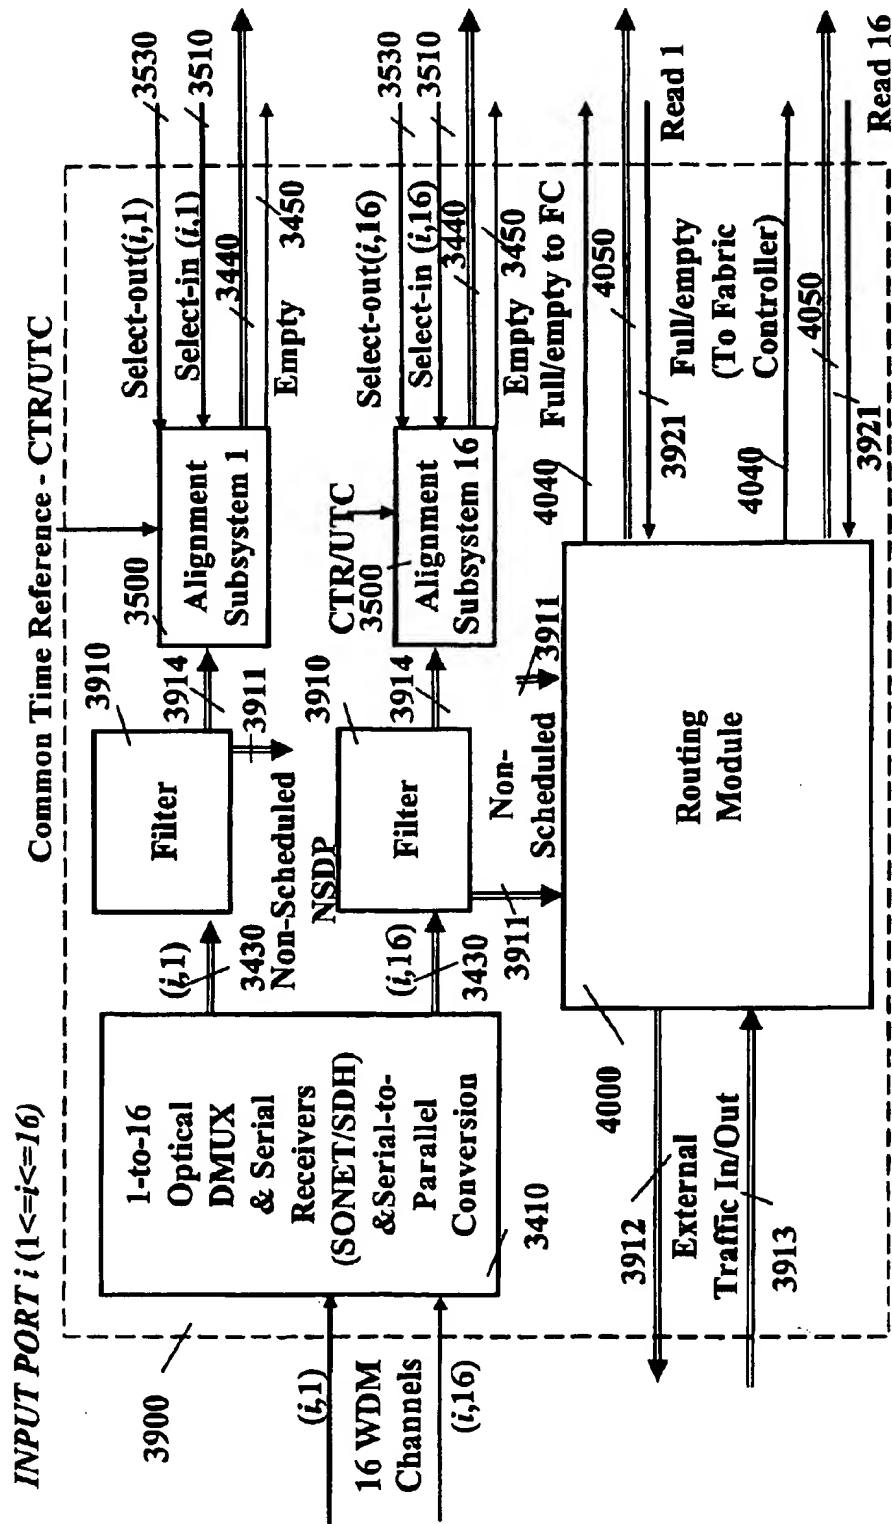 INPUT PORT i (1<=i<=16)
Common Time Reference - CTR/UTC
3900
(i,1)
16 WDM
Channels
(i,16)
1-to-16
Optical
DMUX
& Serial
Receivers
(SONET/SDH)
&Serial-to-
Parallel
Conversion
3410
(i,1)
3430
Non-Scheduled
NSDP
(i,16)
3430
3911
Filter
3910
3914
3911
Filter
3910
3914
Non-
Scheduled
3911
3500
Alignment
Subsystem 1
CTR/UTC
3500
Alignment
Subsystem 16
Select-out(i,1)
3530
Select-in (i,1)
3510
3440
Empty
3450
Select-out(i,16)
3530
Select-in (i,16)
3510
3440
Empty
3450
Full/empty to FC
4040
4050
3921
Read 1
Full/empty
(To Fabric
Controller)
4040
4050
3921
Read 16
Routing
Module
4000
3912
External
Traffic In/Out
3913